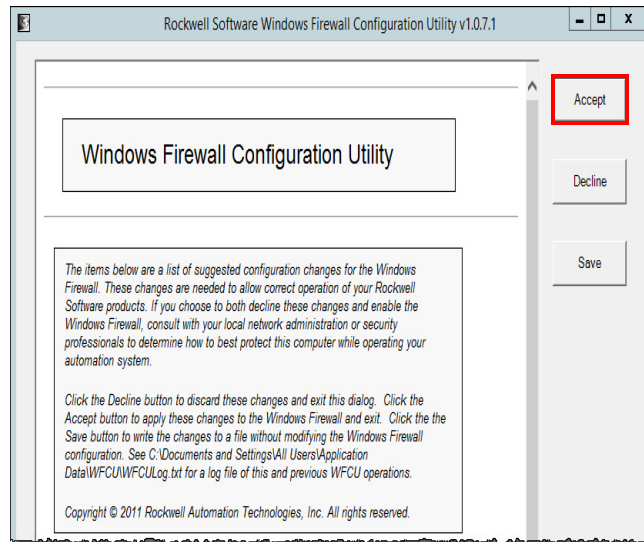 Rockwell Software Windows Firewall Configuration Utility v1.0.7.1
Accept
Windows Firewall Configuration Utility
Decline
The items below are a list of suggested configuration changes for the Windows
Firewall. These changes are needed to allow correct operation of your Rockwell
Software products. If you choose to both decline these changes and enable the
Windows Firewall, consult with your local network administration or security
professionals to determine how to best protect this computer while operating your
automation system.
Save
Click the Decline button to discard these changes and exit this dialog. Click the
Accept button to apply these changes to the Windows Firewall and exit. Click the the
Save button to write the changes to a file without modifying the Windows Firewall
configuration. See C:\Documents and Settings\All Users\Application
Data\WFCU\WFCULog.txt for a log file of this and previous WFCU operations.
Copyright © 2011 Rockwell Automation Technologies, Inc. All rights reserved.